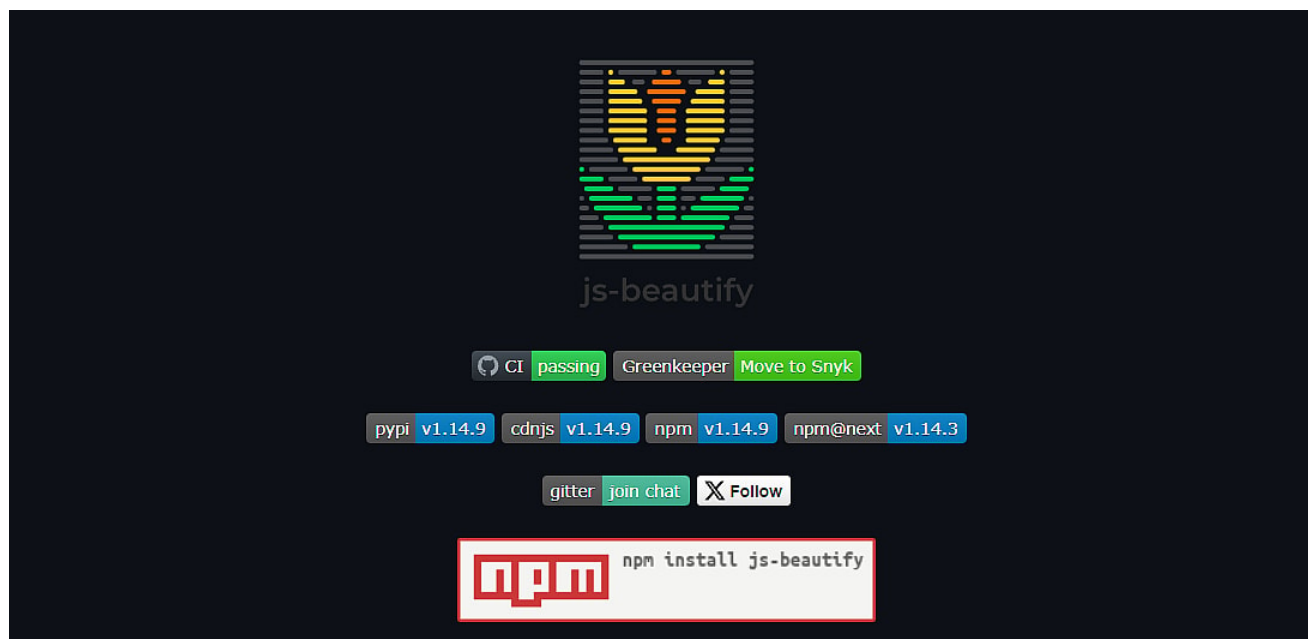 js-beautify
CI passing Greenkeeper Move to Snyk
pypi v1.14.9 cdnjs v1.14.9 npm v1.14.9 npm@next v1.14.3
gitter join chat X Follow
npm npm install js-beautify